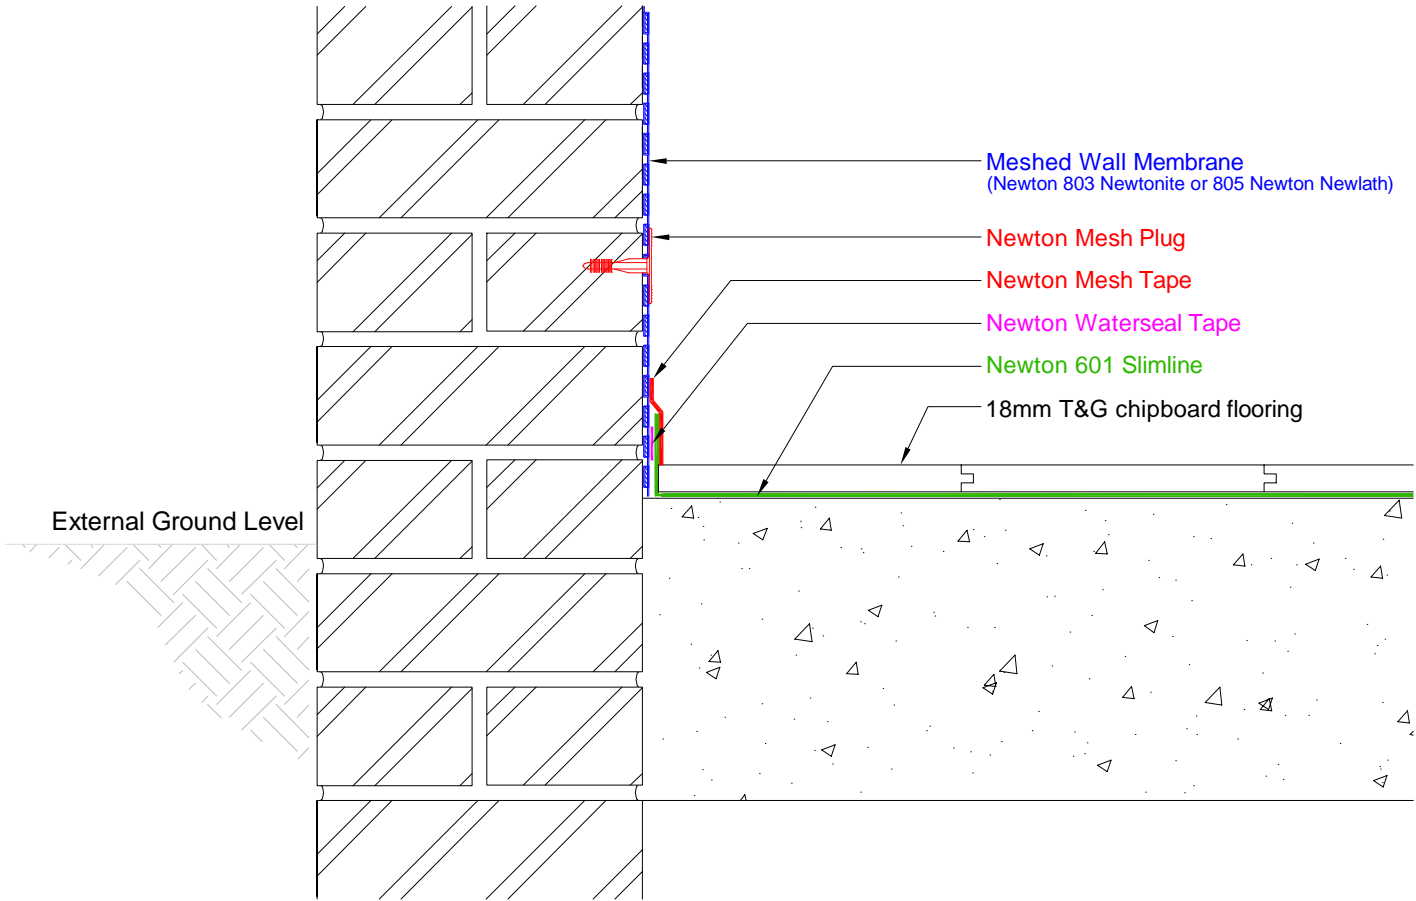 Meshed Wall Membrane
(Newton 803 Newtonite or 805 Newton Newlath)
Newton Mesh Plug
Newton Mesh Tape
Newton Waterseal Tape
Newton 601 Slimline
18mm T&G chipboard flooring
External Ground Level